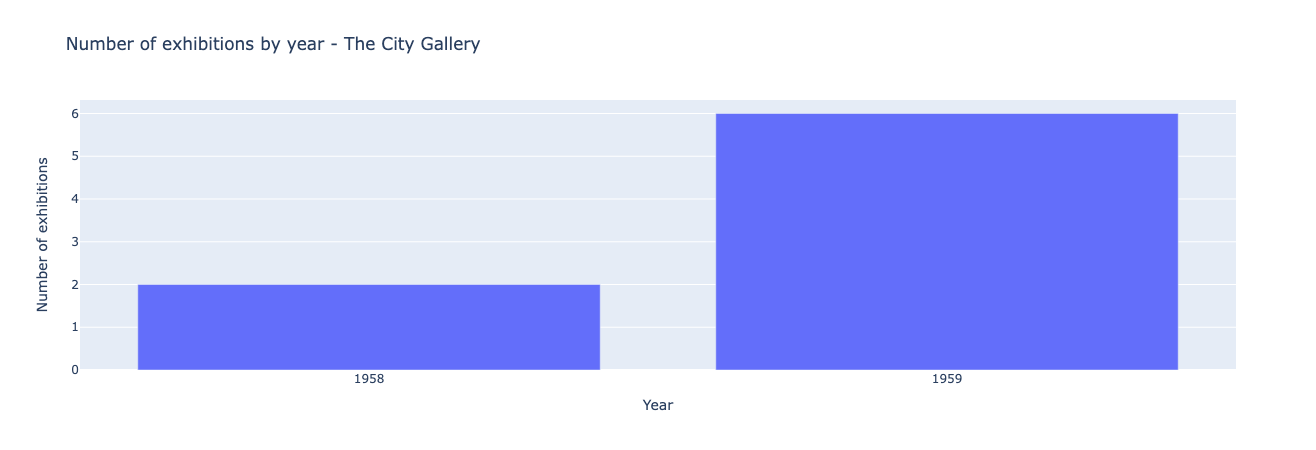 Number of exhibitions by year - The City Gallery
Number of exhibitions
6
5
4
3
2
1
0
1958 1959
Year